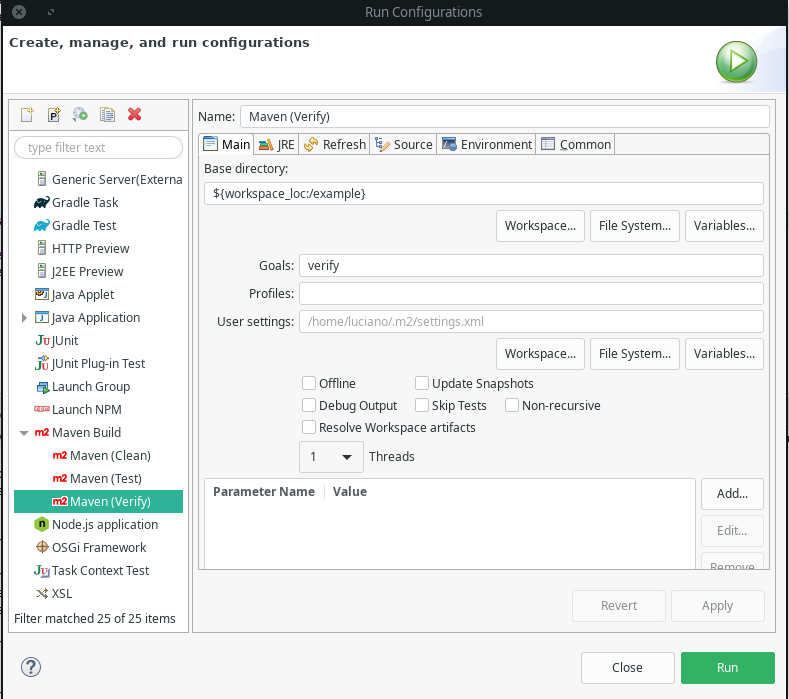 Run Configurations
Create, manage, and run configurations
type filter text
Generic Server(Externa
Gradle Task
Gradle Test
HTTP Preview
J2EE Preview
Java Applet
Java Application
JUnit
JUnit Plug-in Test
Launch Group
Launch NPM
Maven Build
Maven (Clean)
Maven (Test)
Maven (Verify)
Node.js application
OSGi Framework
Task Context Test
XSL
Filter matched 25 of 25 items
Name: Maven (Verify)
Main JRE Refresh Source Environment Common
Base directory:
${workspace_loc:/example}
Workspace... File System... Variables...
Goals: verify
Profiles:
User settings: /home/luciano/.m2/settings.xml
Workspace... File System... Variables...
Offline Update Snapshots
Debug Output Skip Tests Non-recursive
Resolve Workspace artifacts
1 Threads
Parameter Name Value
Add...
Edit...
Remove
Revert Apply
? Close Run